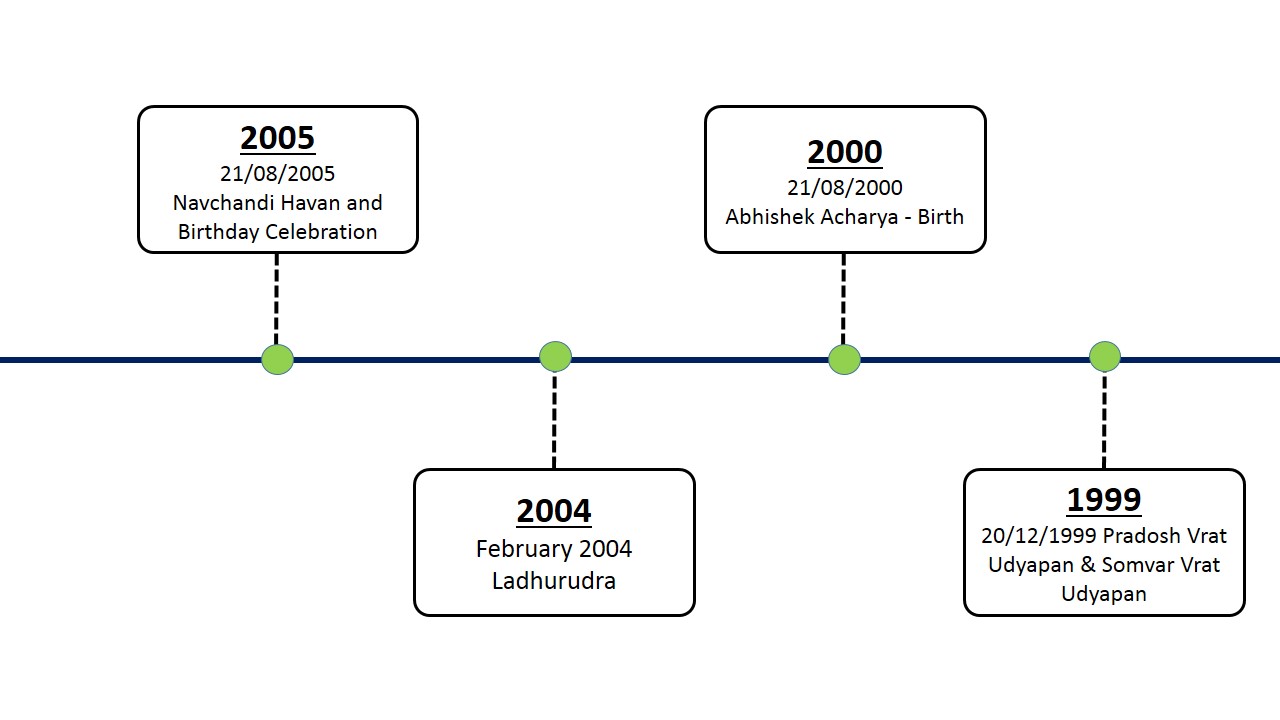 2005
21/08/2005
Navchandi Havan and
Birthday Celebration
2000
21/08/2000
Abhishek Acharya - Birth
2004
February 2004
Ladhurudra
1999
20/12/1999 Pradosh Vrat
Udyapan & Somvar Vrat
Udyapan